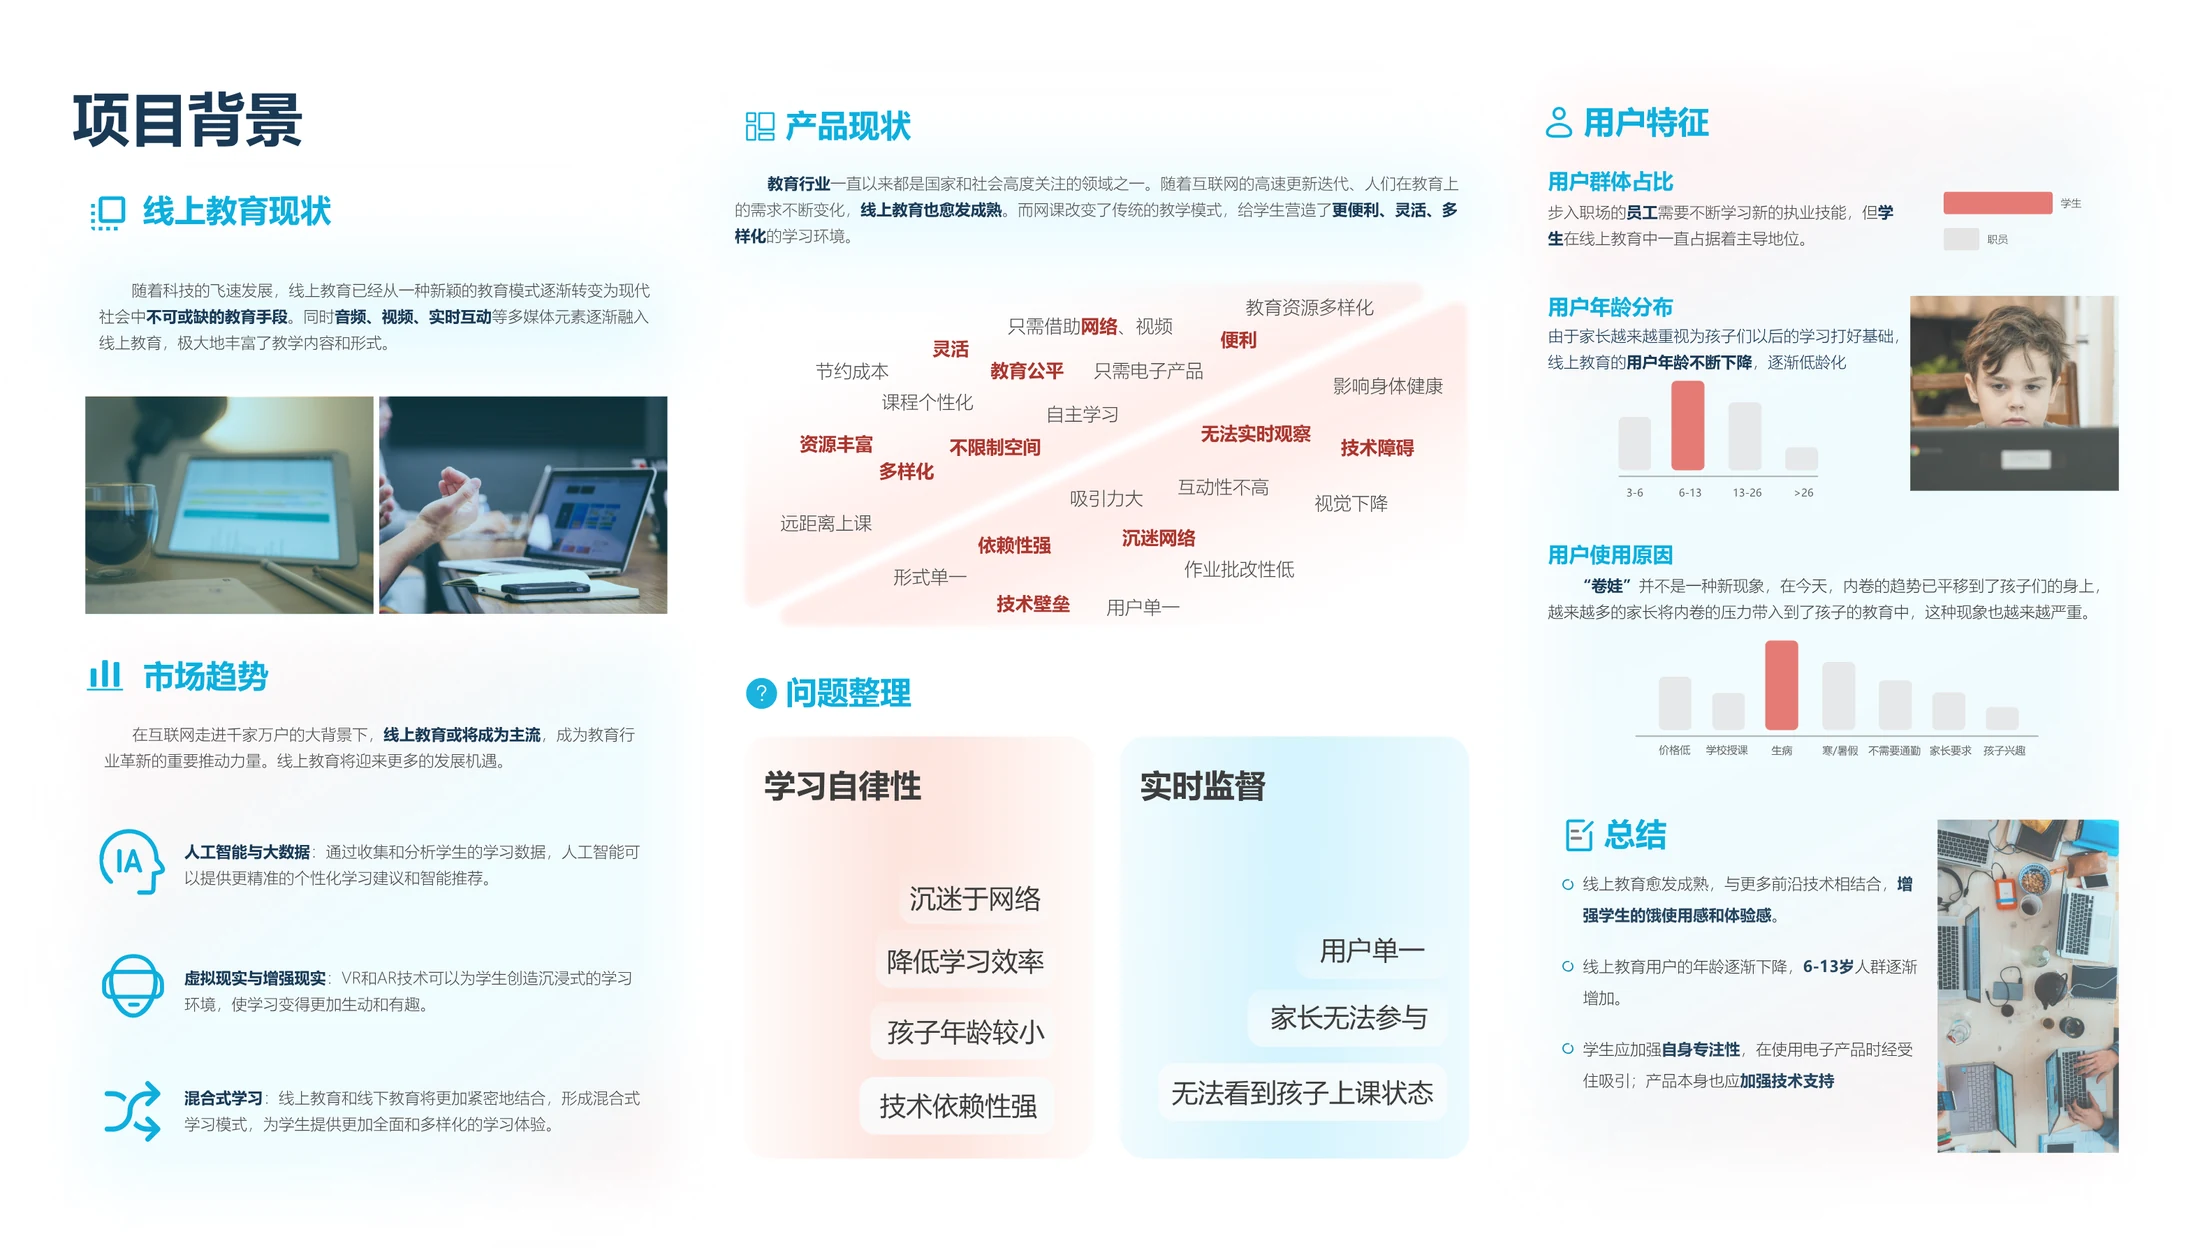 项目背景
线上教育现状
随着科技的飞速发展，线上教育已经从一种新颖的教育模式逐渐转变为现代
社会中不可或缺的教育手段。同时音频、视频、实时互动等多媒体元素逐渐融入
线上教育，极大地丰富了教学内容和形式。
市场趋势
在互联网走进千家万户的大背景下，线上教育或将成为主流，成为教育行
业革新的重要推动力量。线上教育将迎来更多的发展机遇。
IA
人工智能与大数据：通过收集和分析学生的学习数据，人工智能可
以提供更精准的个性化学习建议和智能推荐。
虚拟现实与增强现实：VR和AR技术可以为学生创造沉浸式的学习
环境，使学习变得更加生动和有趣。
混合式学习：线上教育和线下教育将更加紧密地结合，形成混合式
学习模式，为学生提供更加全面和多样化的学习体验。
产品现状
教育行业一直以来都是国家和社会高度关注的领域之一。随着互联网的高速更新迭代、人们在教育上
的需求不断变化，线上教育也愈发成熟。而网课改变了传统的教学模式，给学生营造了更便利、灵活、多
样化的学习环境。
教育资源多样化
只需借助网络、视频
便利
灵活
节约成本
教育公平
只需电子产品
影响身体健康
课程个性化
自主学习
资源丰富
不限制空间
无法实时观察
技术障碍
多样化
吸引力大
互动性不高
视觉下降
远距离上课
依赖性强
沉迷网络
形式单一
作业批改性低
技术壁垒
用户单一
?
问题整理
学习自律性
沉迷于网络
降低学习效率
孩子年龄较小
技术依赖性强
实时监督
用户单一
家长无法参与
无法看到孩子上课状态
用户特征
用户群体占比
步入职场的员工需要不断学习新的执业技能，但学
生在线上教育中一直占据着主导地位。
学生
职员
用户年龄分布
由于家长越来越重视为孩子们以后的学习打好基础，
线上教育的用户年龄不断下降，逐渐低龄化
3-6 6-13 13-26 >26
用户使用原因
“卷娃”并不是一种新现象，在今天，内卷的趋势已平移到了孩子们的身上，
越来越多的家长将内卷的压力带入到了孩子的教育中，这种现象也越来越严重。
价格低 学校授课 生病 寒/暑假 不需要通勤 家长要求 孩子兴趣
总结
线上教育愈发成熟，与更多前沿技术相结合，增
强学生的饿使用感和体验感。
线上教育用户的年龄逐渐下降，6-13岁人群逐渐
增加。
学生应加强自身专注性，在使用电子产品时经受
住吸引；产品本身也应加强技术支持